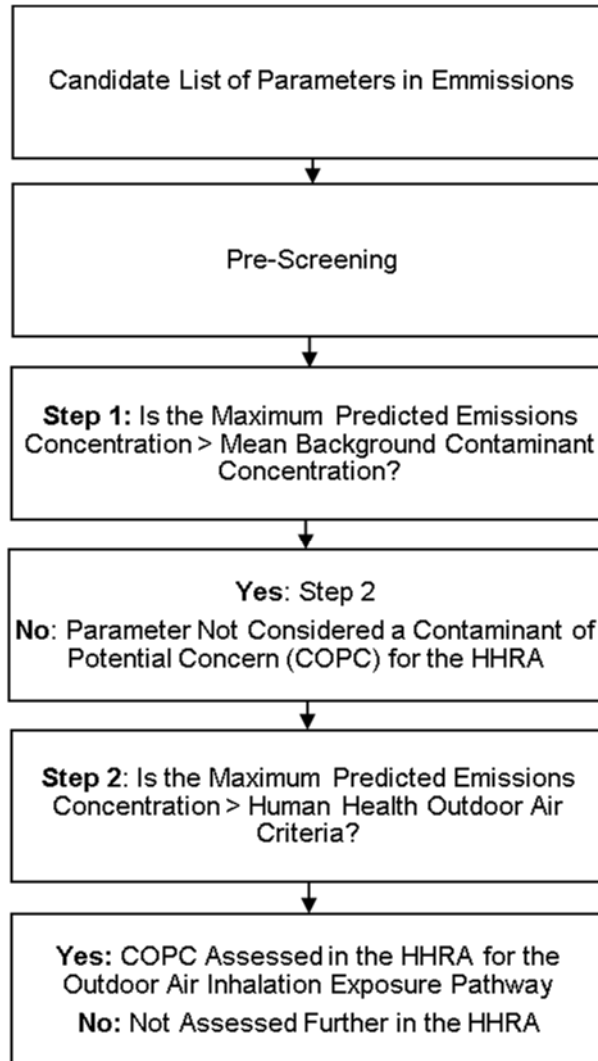 Candidate List of Parameters in Emmissions
Pre-Screening
Step 1: Is the Maximum Predicted Emissions
Concentration > Mean Background Contaminant
Concentration?
Yes: Step 2
No: Parameter Not Considered a Contaminant of
Potential Concern (COPC) for the HHRA
Step 2: Is the Maximum Predicted Emissions
Concentration > Human Health Outdoor Air
Criteria?
Yes: COPC Assessed in the HHRA for the
Outdoor Air Inhalation Exposure Pathway
No: Not Assessed Further in the HHRA